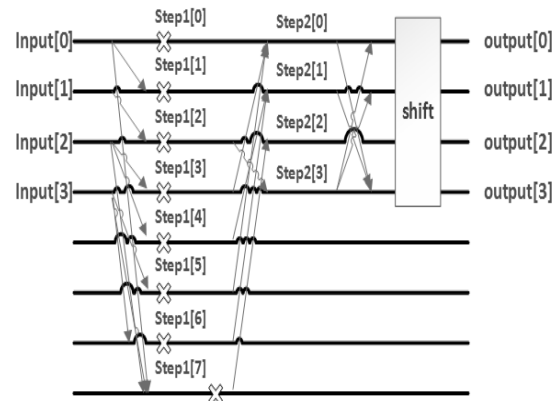 Step1[0]
Step2[0]
Input[0]
output[0]
Step1[1]
Step2[1]
Input[1]
output[1]
shift
Step1[2]
Step2[2]
Input[2]
output[2]
Step1[3]
Step2[3]
Input[3]
output[3]
Step1[4]
Step1[5]
Step1[6]
Step1[7]